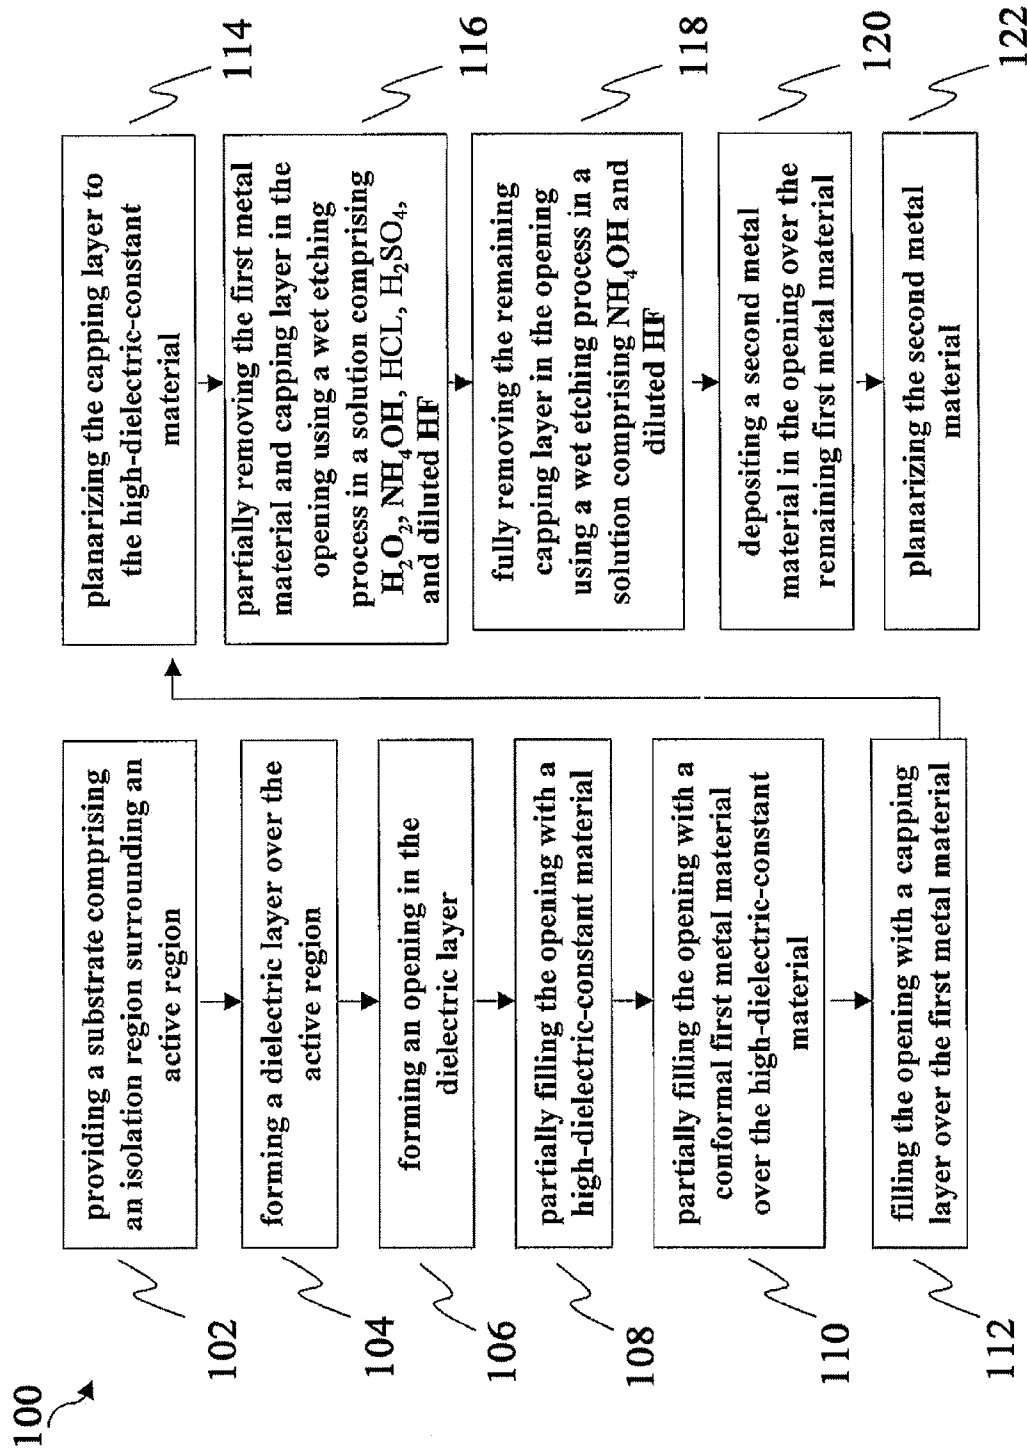 100
102
providing a substrate comprising
an isolation region surrounding an
active region
104
forming a dielectric layer over the
active region
106
forming an opening in the
dielectric layer
108
partially filling the opening with a
high-dielectric-constant material
110
partially filling the opening with a
conformal first metal material
over the high-dielectric-constant
material
112
filling the opening with a capping
layer over the first metal material
114
planarizing the capping layer to
the high-dielectric-constant
material
116
partially removing the first metal
material and capping layer in the
opening using a wet etching
process in a solution comprising
H₂O₂, NH₄OH, HCL, H₂SO₄,
and diluted HF
118
fully removing the remaining
capping layer in the opening
using a wet etching process in a
solution comprising NH₄OH and
diluted HF
120
depositing a second metal
material in the opening over the
remaining first metal material
122
planarizing the second metal
material